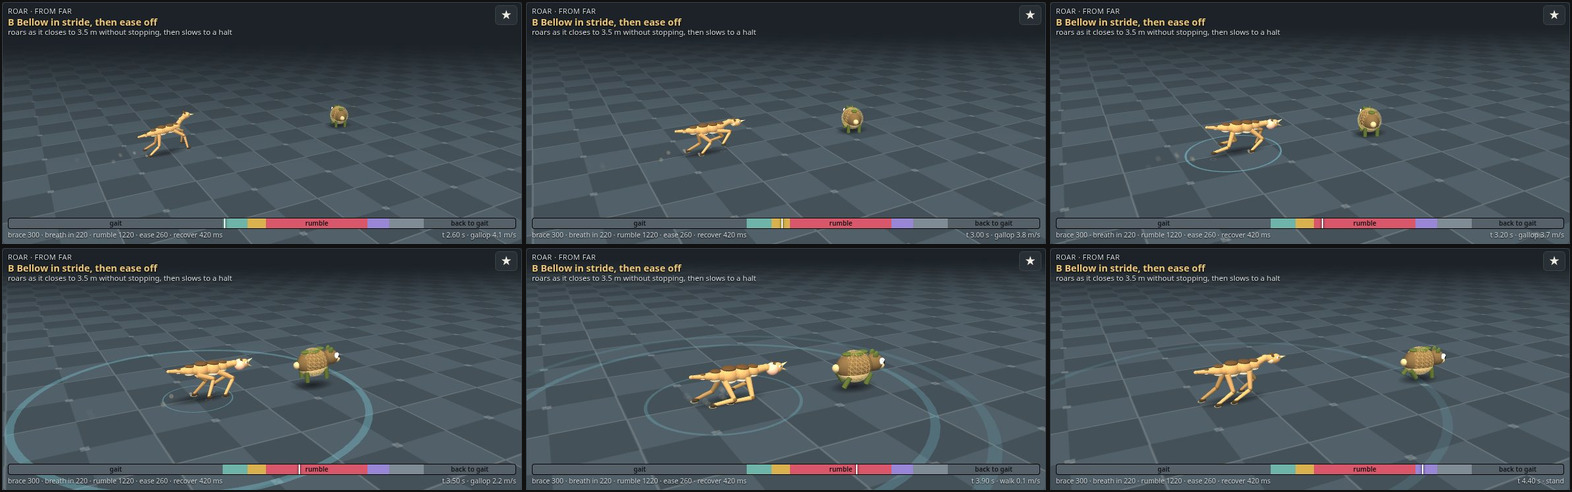 ROAR · FROM FAR
B Bellow in stride, then ease off
roars as it closes to 3.5 m without stopping, then slows to a halt
★
gait
rumble
back to gait
brace 300 · breath in 220 · rumble 1220 · ease 260 · recover 420 ms
t 2.60 s · gallop 4.1 m/s
ROAR · FROM FAR
B Bellow in stride, then ease off
roars as it closes to 3.5 m without stopping, then slows to a halt
★
gait
rumble
back to gait
brace 300 · breath in 220 · rumble 1220 · ease 260 · recover 420 ms
t 3.00 s · gallop 3.8 m/s
ROAR · FROM FAR
B Bellow in stride, then ease off
roars as it closes to 3.5 m without stopping, then slows to a halt
★
gait
rumble
back to gait
brace 300 · breath in 220 · rumble 1220 · ease 260 · recover 420 ms
t 3.20 s · gallop 3.7 m/s
ROAR · FROM FAR
B Bellow in stride, then ease off
roars as it closes to 3.5 m without stopping, then slows to a halt
★
gait
rumble
back to gait
brace 300 · breath in 220 · rumble 1220 · ease 260 · recover 420 ms
t 3.50 s · gallop 2.2 m/s
ROAR · FROM FAR
B Bellow in stride, then ease off
roars as it closes to 3.5 m without stopping, then slows to a halt
★
gait
rumble
back to gait
brace 300 · breath in 220 · rumble 1220 · ease 260 · recover 420 ms
t 3.90 s · walk 0.1 m/s
ROAR · FROM FAR
B Bellow in stride, then ease off
roars as it closes to 3.5 m without stopping, then slows to a halt
★
gait
rumble
back to gait
brace 300 · breath in 220 · rumble 1220 · ease 260 · recover 420 ms
t 4.40 s · stand